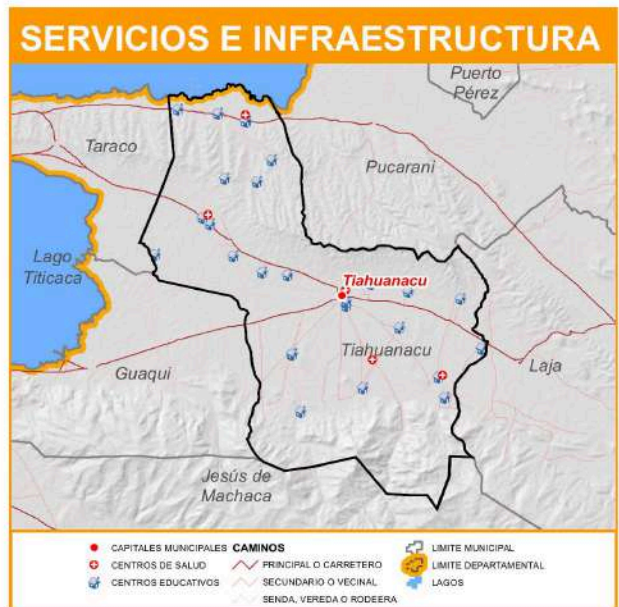 SERVICIOS E INFRAESTRUCTURA
Puerto
Pérez
Taraco
Pucarani
Lago
Titicaca
Tiahuanacu
Tiahuanacu
Guaqui
Laja
Jesús de
Machaca
CAPITALES MUNICIPALES
CENTROS DE SALUD
CENTROS EDUCATIVOS
CAMINOS
PRINCIPAL O CARRETERO
SECUNDARIO O VECINAL
SENDA, VEREDA O RODEERA
LIMITE MUNICIPAL
LIMITE DEPARTAMENTAL
LAGOS